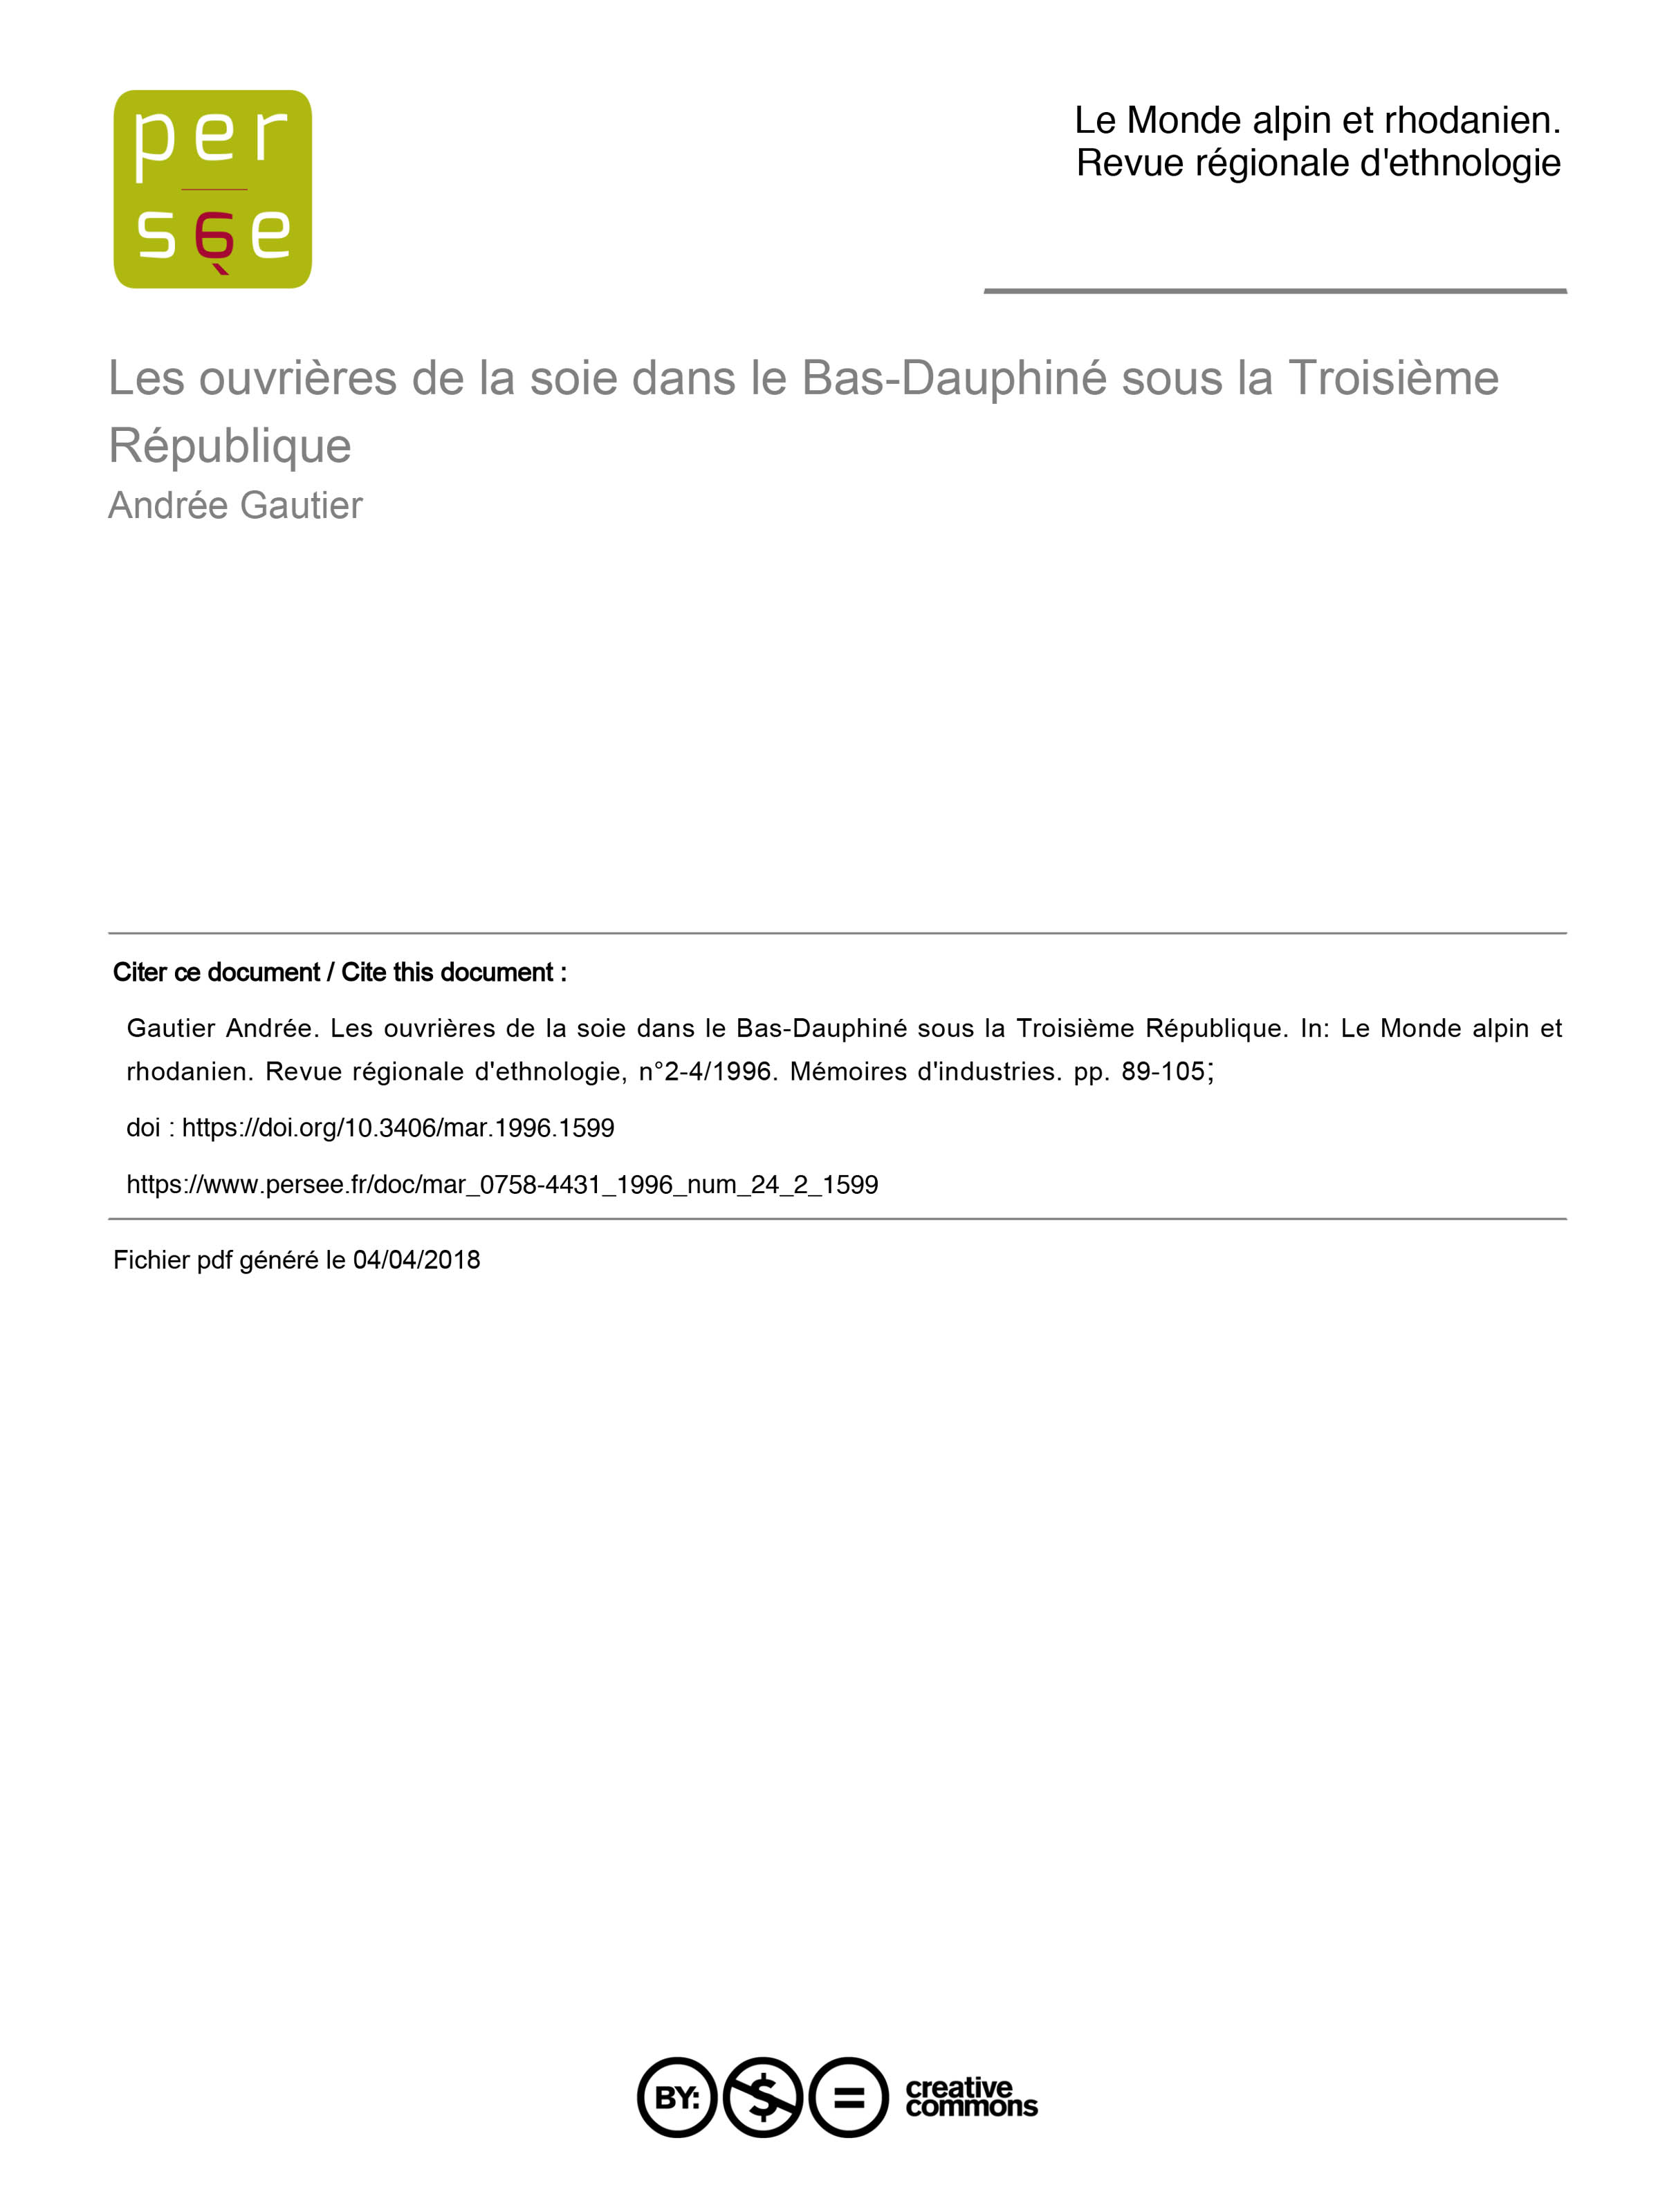 per
sée
Le Monde alpin et rhodanien.
Revue régionale d'ethnologie
Les ouvrières de la soie dans le Bas-Dauphiné sous la Troisième
République
Andrée Gautier
Citer ce document / Cite this document :
Gautier Andrée. Les ouvrières de la soie dans le Bas-Dauphiné sous la Troisième République. In: Le Monde alpin et
rhodanien. Revue régionale d'ethnologie, n°2-4/1996. Mémoires d'industries. pp. 89-105;
doi : https://doi.org/10.3406/mar.1996.1599
https://www.persee.fr/doc/mar_0758-4431_1996_num_24_2_1599
Fichier pdf généré le 04/04/2018
BY: $ =
creative
commons